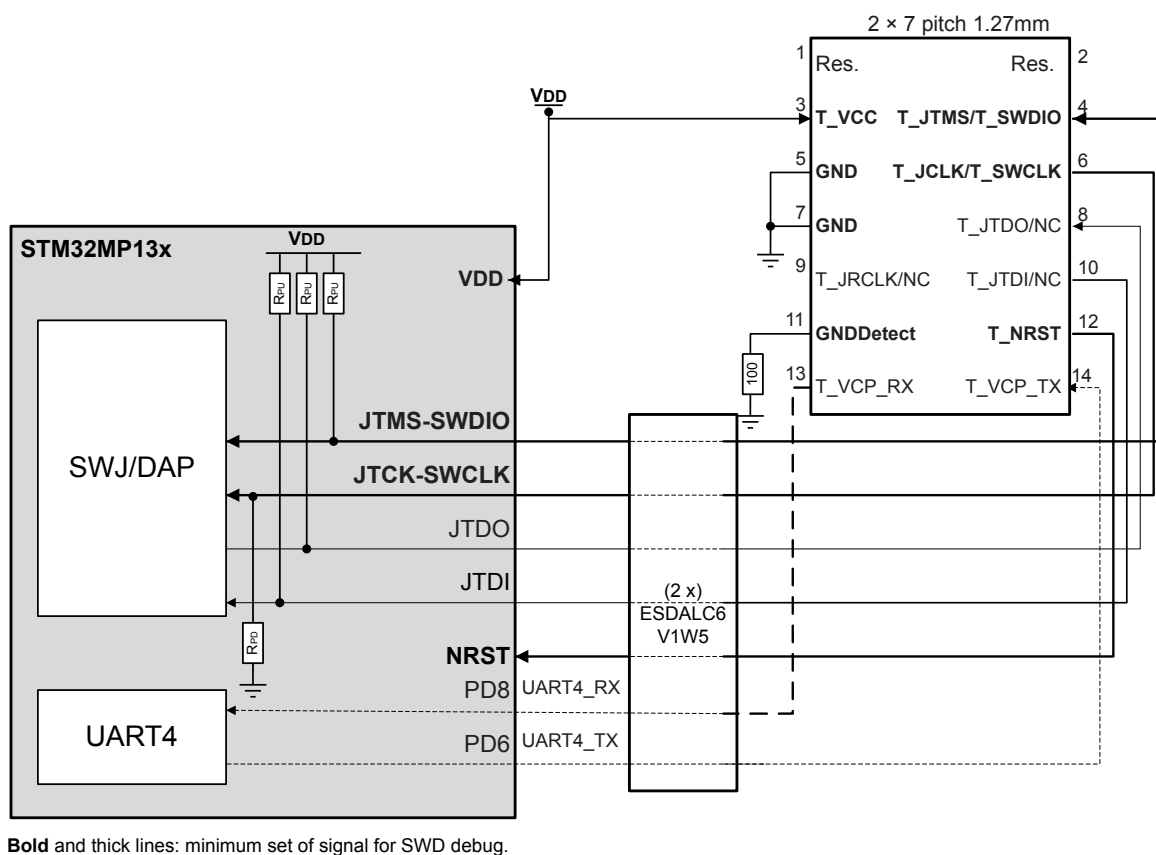 2 × 7 pitch 1.27mm
1
Res.
Res.
2
VDD
3
T_VCC
T_JTMS/T_SWDIO
4
5
GND
T_JCLK/T_SWCLK
6
7
GND
T_JTDO/NC
8
9
T_JRCLK/NC
T_JTDI/NC
10
11
GNDDetect
T_NRST
12
13
T_VCP_RX
T_VCP_TX
14
100
STM32MP13x
VDD
VDD
RPU
RPU
RPU
SWJ/DAP
JTMS-SWDIO
JTCK-SWCLK
JTDO
JTDI
RPD
NRST
(2 x)
ESDALC6
V1W5
UART4
PD8
UART4_RX
PD6
UART4_TX
Bold and thick lines: minimum set of signal for SWD debug.